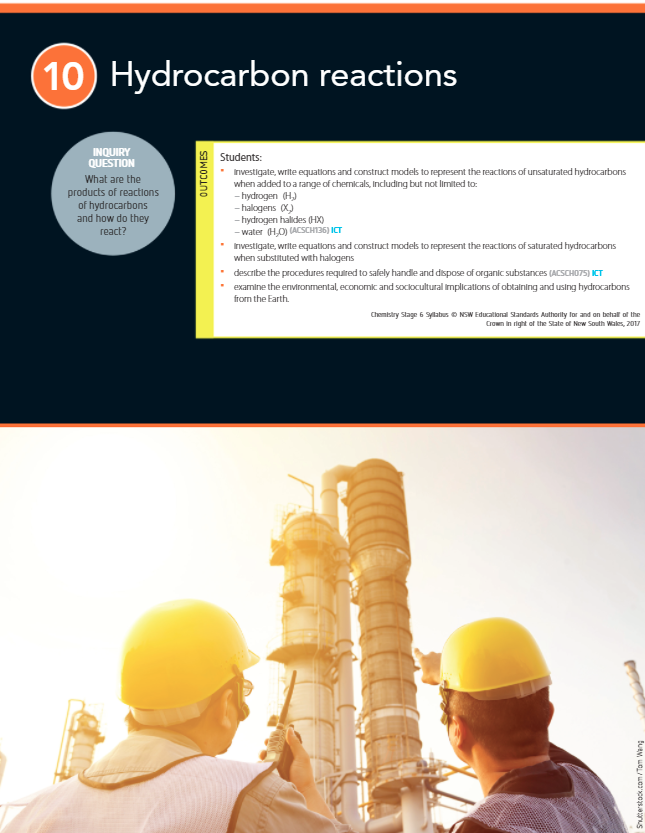 10 Hydrocarbon reactions
INQUIRY
QUESTION
What are the
products of reactions
of hydrocarbons
and how do they
react?
OUTCOMES
Students:
* investigate, write equations and construct models to represent the reactions of unsaturated hydrocarbons
when added to a range of chemicals, including but not limited to:
– hydrogen (H₂)
– halogens (X₂)
– hydrogen halides (HX)
– water (H₂O) (ACSCH136) ICT
* investigate, write equations and construct models to represent the reactions of saturated hydrocarbons
when substituted with halogens
* describe the procedures required to safely handle and dispose of organic substances (ACSCH075) ICT
* examine the environmental, economic and sociocultural implications of obtaining and using hydrocarbons
from the Earth.
Chemistry Stage 6 Syllabus © NSW Educational Standards Authority for and on behalf of the
Crown in right of the State of New South Wales, 2017
Shutterstock.com/Tom Wang